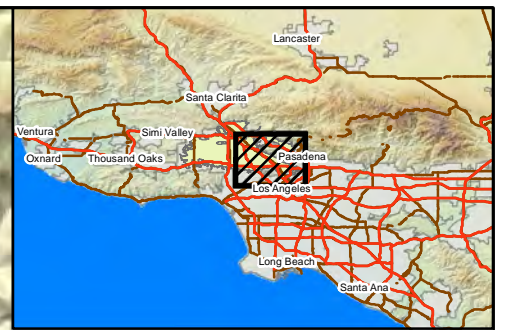 Lancaster
Santa Clarita
Ventura
Simi Valley
Oxnard
Thousand Oaks
Pasadena
Los Angeles
Long Beach
Santa Ana